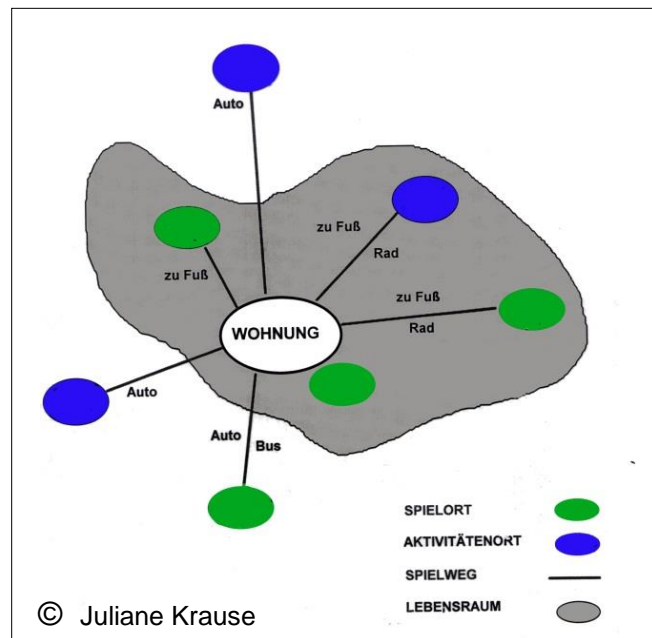 Auto
zu Fuß
Rad
zu Fuß
zu Fuß
Rad
WOHNUNG
Auto
Auto
Bus
SPIELORT
AKTIVITÄTENORT
SPIELWEG
LEBENSRAUM
© Juliane Krause